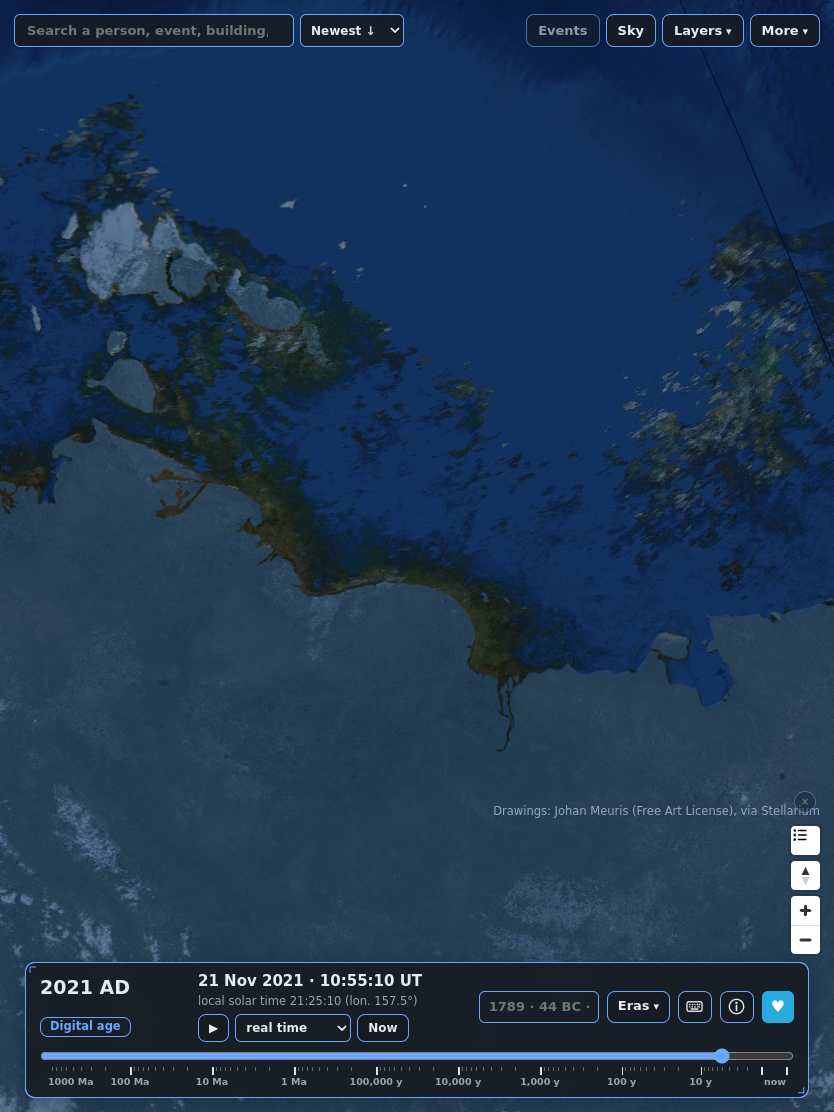 Search a person, event, building,
Newest ↓
Events
Sky
Layers ▾
More ▾
Drawings: Johan Meuris (Free Art License), via Stellarium
2021 AD
Digital age
21 Nov 2021 · 10:55:10 UT
local solar time 21:25:10 (lon. 157.5°)
▶
real time
Now
1789 · 44 BC ·
Eras ▾
1000 Ma
100 Ma
10 Ma
1 Ma
100,000 y
10,000 y
1,000 y
100 y
10 y
now